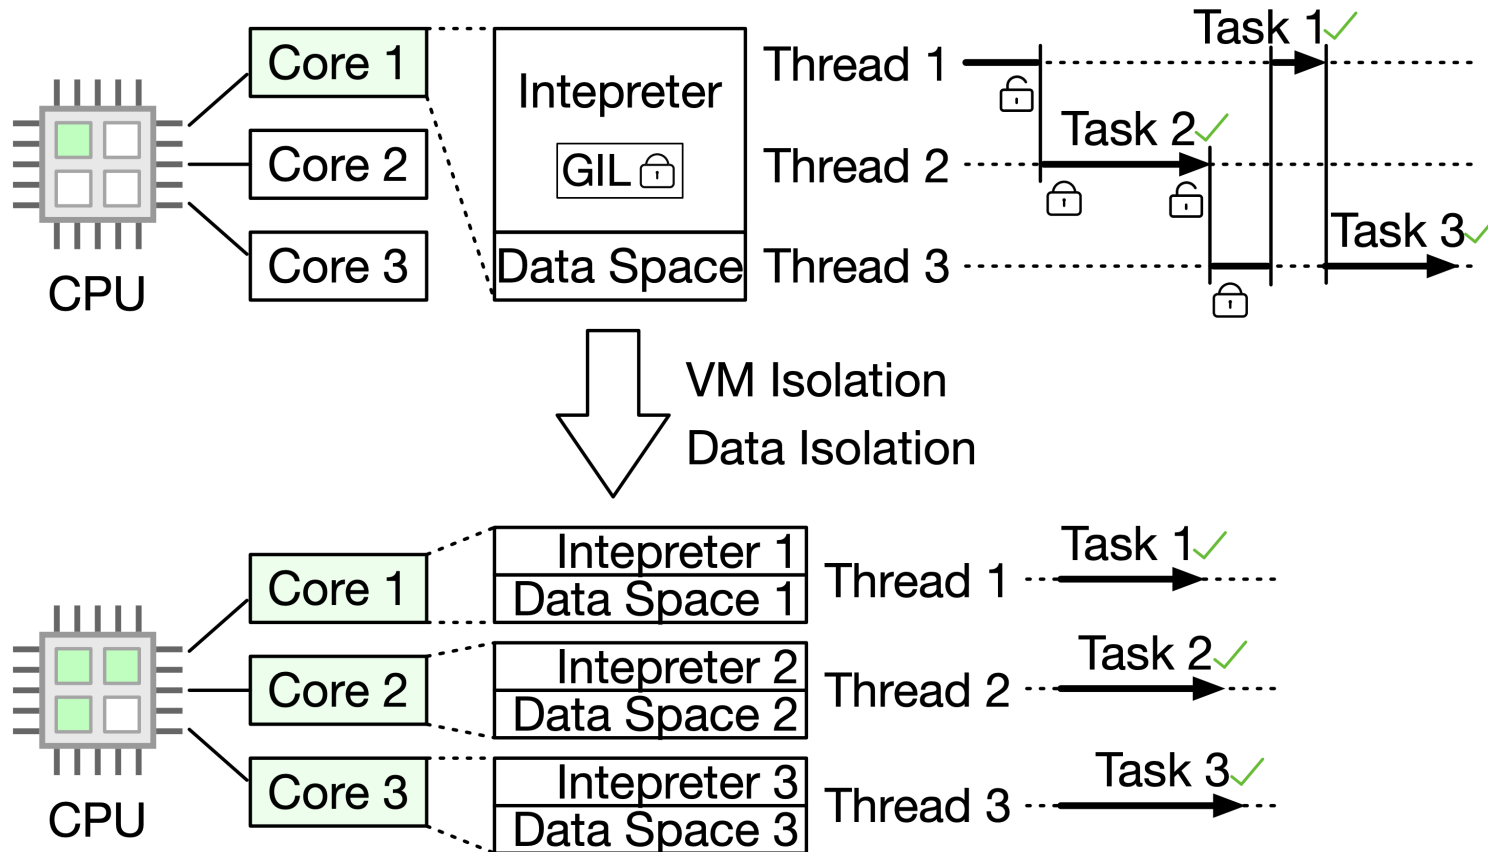 Core 1
Core 2
Core 3
CPU
Intepreter
GIL
Data Space
Thread 1
Thread 2
Thread 3
Task 1
Task 2
Task 3
VM Isolation
Data Isolation
Core 1
Core 2
Core 3
CPU
Intepreter 1
Data Space 1
Intepreter 2
Data Space 2
Intepreter 3
Data Space 3
Thread 1
Thread 2
Thread 3
Task 1
Task 2
Task 3